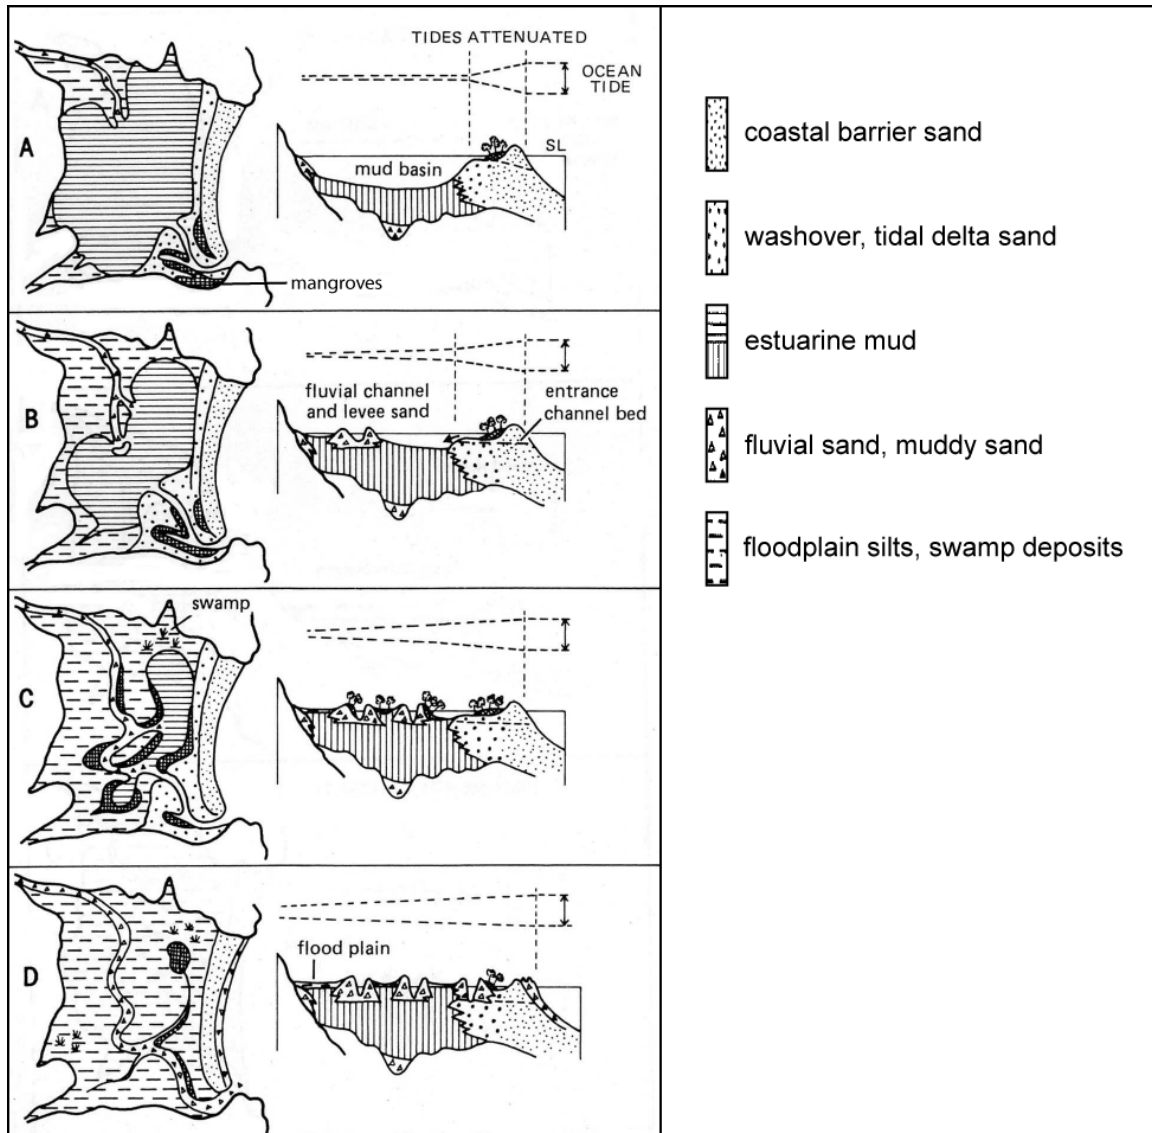 TIDES ATTENUATED
OCEAN
TIDE
A
SL
mud basin
mangroves
B
fluvial channel
and levee sand
entrance
channel bed
swamp
C
flood plain
D
coastal barrier sand
washover, tidal delta sand
estuarine mud
fluvial sand, muddy sand
floodplain silts, swamp deposits